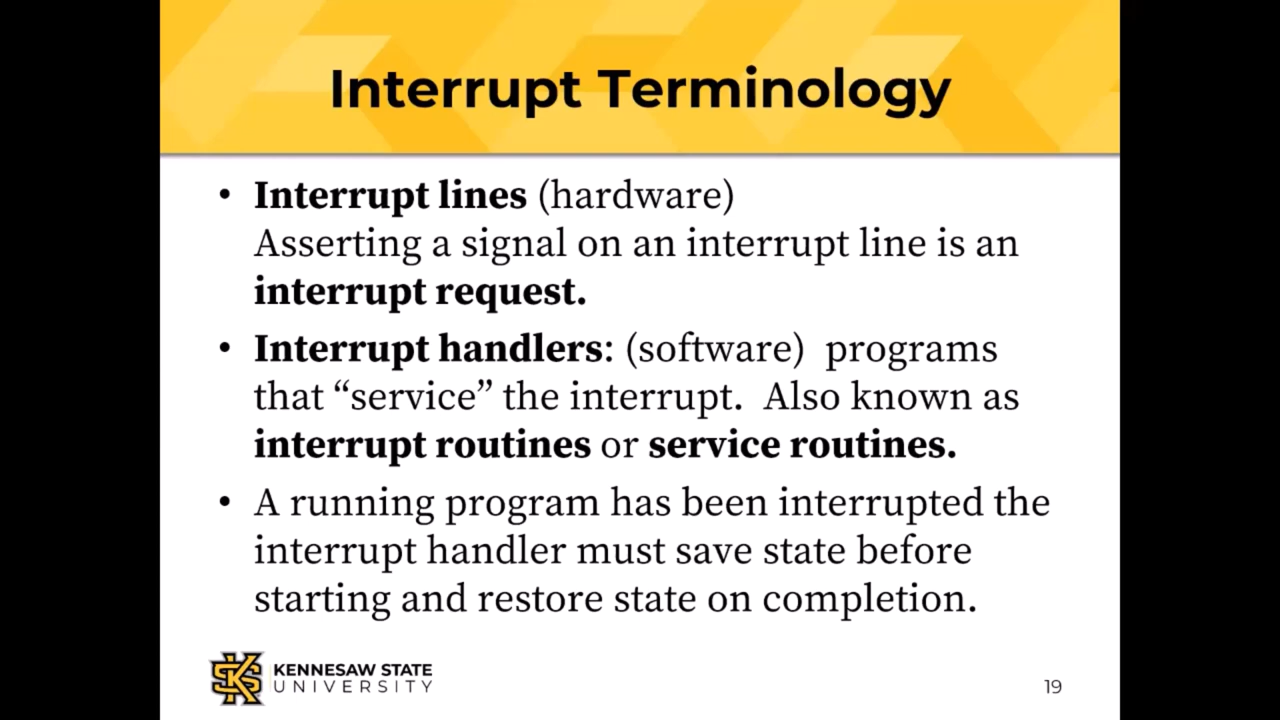 Interrupt Terminology
• Interrupt lines (hardware)
Asserting a signal on an interrupt line is an
interrupt request.
• Interrupt handlers: (software)  programs
that “service” the interrupt.  Also known as
interrupt routines or service routines.
• A running program has been interrupted the
interrupt handler must save state before
starting and restore state on completion.
KENNESAW STATE
UNIVERSITY
19